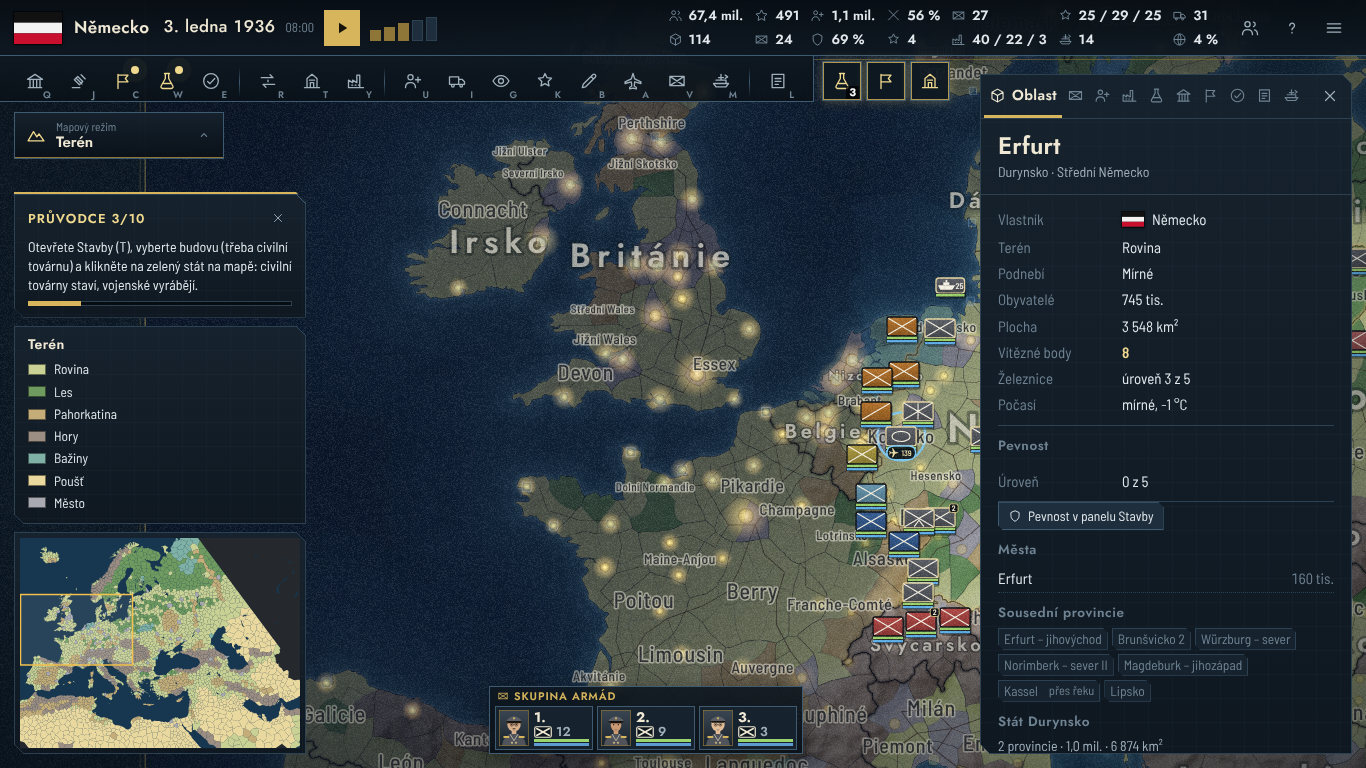 Německo 3. ledna 1936 08:00
67,4 mil. 491 1,1 mil. 56 % 27 25 / 29 / 25 31
114 24 69 % 4 40 / 22 / 3 14 4 %
Q J C W E R T Y U I G K B A V M L
3
Mapový režim
Terén
PRŮVODCE 3/10
Otevřete Stavby (T), vyberte budovu (třeba civilní
továrnu) a klikněte na zelený stát na mapě: civilní
továrny staví, vojenské vyrábějí.
Terén
Rovina
Les
Pahorkatina
Hory
Bažiny
Poušť
Město
Perthshire
Jižní Ulster
Jižní Skotsko
Severní Irsko
Connacht
Irsko
Británie
Střední Wales
Jižní Wales
Essex
Devon
Belgie
Dolní Normandie
Pikardie
Champagne
Hesensko
Maine-Anjou
Poitou
Berry
Franche-Comté
Švýcarsko
Limousin
Auvergne
Akvitánie
Galicie
Milán
Piemont
León
Toulouse
Languedoc
25
139
2
2
SKUPINA ARMÁD
1. 12
2. 9
3. 3
Oblast
Erfurt
Durynsko · Střední Německo
Vlastník Německo
Terén Rovina
Podnebí Mírné
Obyvatelé 745 tis.
Plocha 3 548 km²
Vítězné body 8
Železnice úroveň 3 z 5
Počasí mírné, -1 °C
Pevnost
Úroveň 0 z 5
Pevnost v panelu Stavby
Města
Erfurt 160 tis.
Sousední provincie
Erfurt – jihovýchod Brunšvicko 2 Würzburg – sever
Norimberk – sever II Magdeburk – jihozápad
Kassel přes řeku Lipsko
Stát Durynsko
2 provincie · 1,0 mil. · 6 874 km²